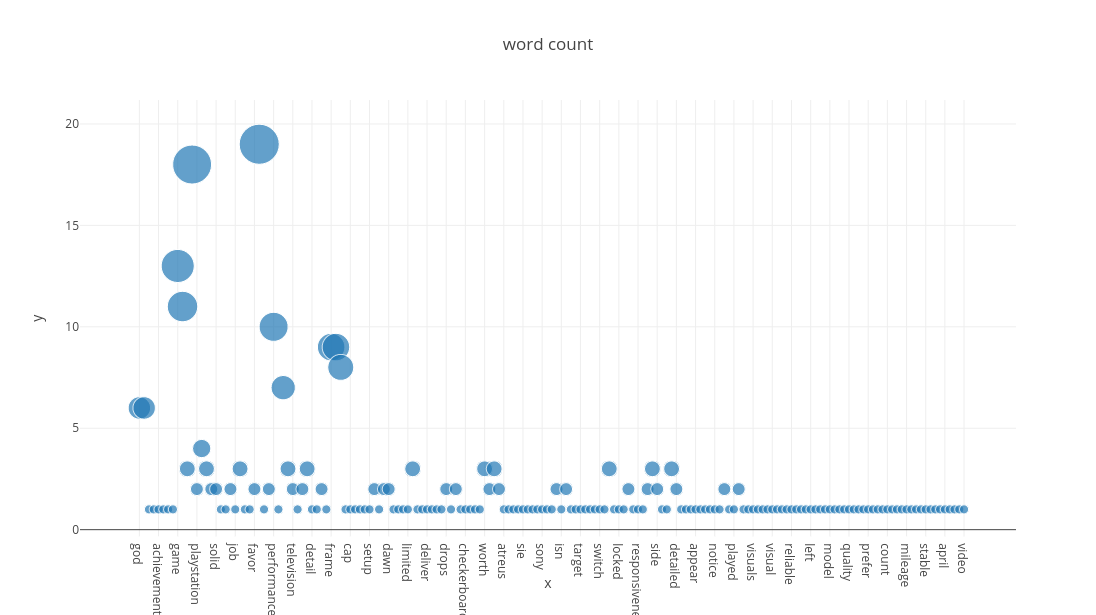 word count
20
15
10
5
0
y
god
achievement
game
playstation
solid
job
favor
performance
television
detail
frame
cap
setup
dawn
limited
deliver
drops
checkerboar
worth
atreus
sie
sony
isn
target
switch
locked
responsivene
side
detailed
appear
notice
played
visuals
visual
reliable
left
model
quality
prefer
count
mileage
stable
april
video
x